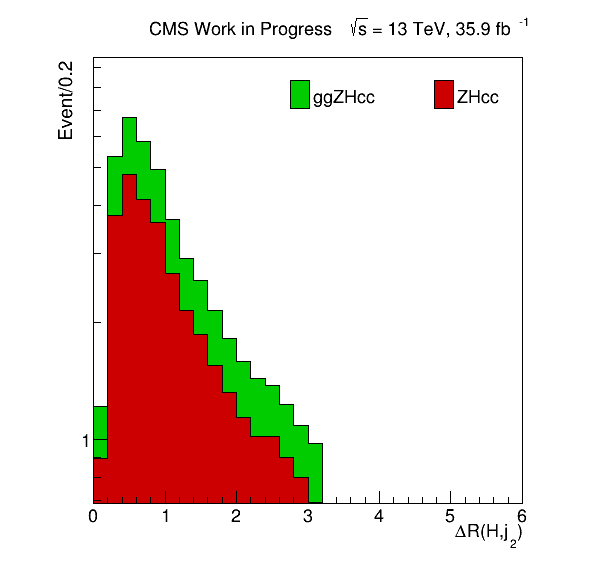 CMS Work in Progress √s = 13 TeV, 35.9 fb⁻¹
Event/0.2
ggZHcc ZHcc
1
0 1 2 3 4 5 6
ΔR(H,j₂)